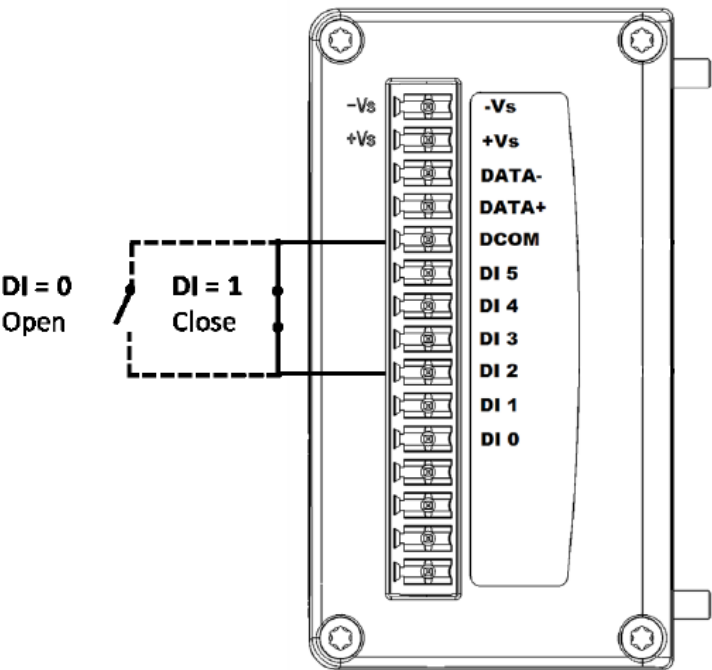 -Vs -Vs
+Vs +Vs
DATA-
DATA+
DCOM
DI 5
DI = 0 DI = 1
Open Close
DI 4
DI 3
DI 2
DI 1
DI 0